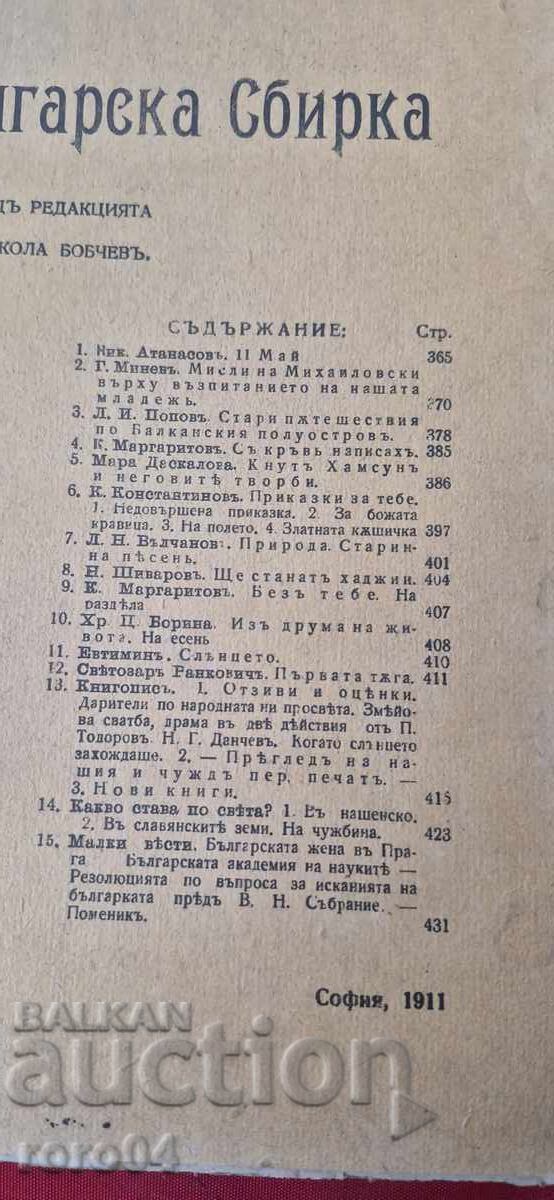 лгарска Сбирка
ДЪ РЕДАКЦИЯТА
КОЛА БОБЧЕВЪ.
СЪДЪРЖАНИЕ: Стр.
1. Ник. Атанасовъ. 11 Май 365
2. Г. Миневъ. Мисли на Михаиловски
върху възпитанието на нашата
младежь. 370
3. Л. И. Поповъ. Стари пѫтешествия
по Балканския полуостровъ. 378
4. К. Маргаритовъ. Съ кръвь написахъ. 385
5. Мара Даскалова. Кнутъ Хамсунъ
и неговитѣ творби. 386
6. К. Константиновъ. Приказки за тебе.
1. Недовършена приказка. 2. За божата
кравица. 3. На полето. 4. Златната кѫшичка 397
7. Л. Н. Вълчановъ. Природа. Старин-
на пѣсень. 401
8. Н. Шиваровъ. Ще станатъ хаджии. 404
9. К. Маргаритовъ. Безъ тебе. На
раздѣла 407
10. Хр. Ц. Борина. Изъ друма на жи-
вота. На есень 408
11. Евтиминъ. Слънцето. 410
12. Свѣтозаръ Ранковичъ. Първата тѫга. 411
13. Книгописъ. 1. Отзиви и оцѣнки.
Дарители по народната ни просвѣта. Змѣйо-
ва сватба, драма въ двѣ дѣйствия отъ П.
Тодоровъ. Н. Г. Данчевъ. Когато слънцето
захождаше. 2. — Прѣгледъ на на-
шия и чуждъ пер. печатъ. —
3. Нови книги. 415
14. Какво става по свѣта? 1. Въ нашенско.
2. Въ славянскитѣ земи. На чужбина. 423
15. Малки вѣсти. Българската жена въ Пра-
га Българската академия на наукитѣ —
Резолюцията по въпроса за исканията на
българката прѣдъ В. Н. Събрание. —
Поменикъ. 431
София, 1911
BALKAN
auction
roro04